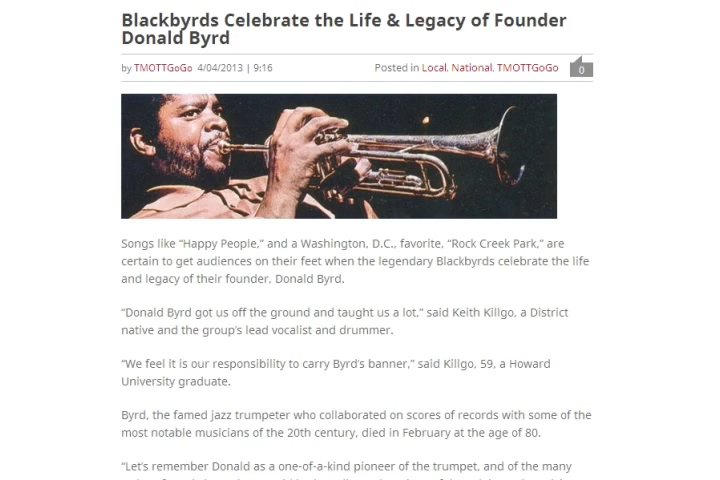 Blackbyrds Celebrate the Life & Legacy of Founder
Donald Byrd
by TMOTTGoGo 4/04/2013 | 9:16 Posted in Local, National, TMOTTGoGo 0
Songs like “Happy People,” and a Washington, D.C., favorite, “Rock Creek Park,” are
certain to get audiences on their feet when the legendary Blackbyrds celebrate the life
and legacy of their founder, Donald Byrd.
“Donald Byrd got us off the ground and taught us a lot,” said Keith Killgo, a District
native and the group’s lead vocalist and drummer.
“We feel it is our responsibility to carry Byrd’s banner,” said Killgo, 59, a Howard
University graduate.
Byrd, the famed jazz trumpeter who collaborated on scores of records with some of the
most notable musicians of the 20th century, died in February at the age of 80.
“Let’s remember Donald as a one-of-a-kind pioneer of the trumpet, and of the many